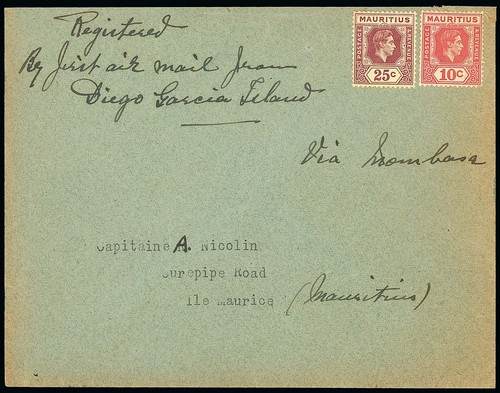 Registered
By first air mail from
Diego Garcia Island
MAURITIUS
POSTAGE
& REVENUE
25c
MAURITIUS
POSTAGE
& REVENUE
10c
Via Mombasa
Capitaine A. Nicolin
Curepipe Road
Ile Maurice (Mauritius)